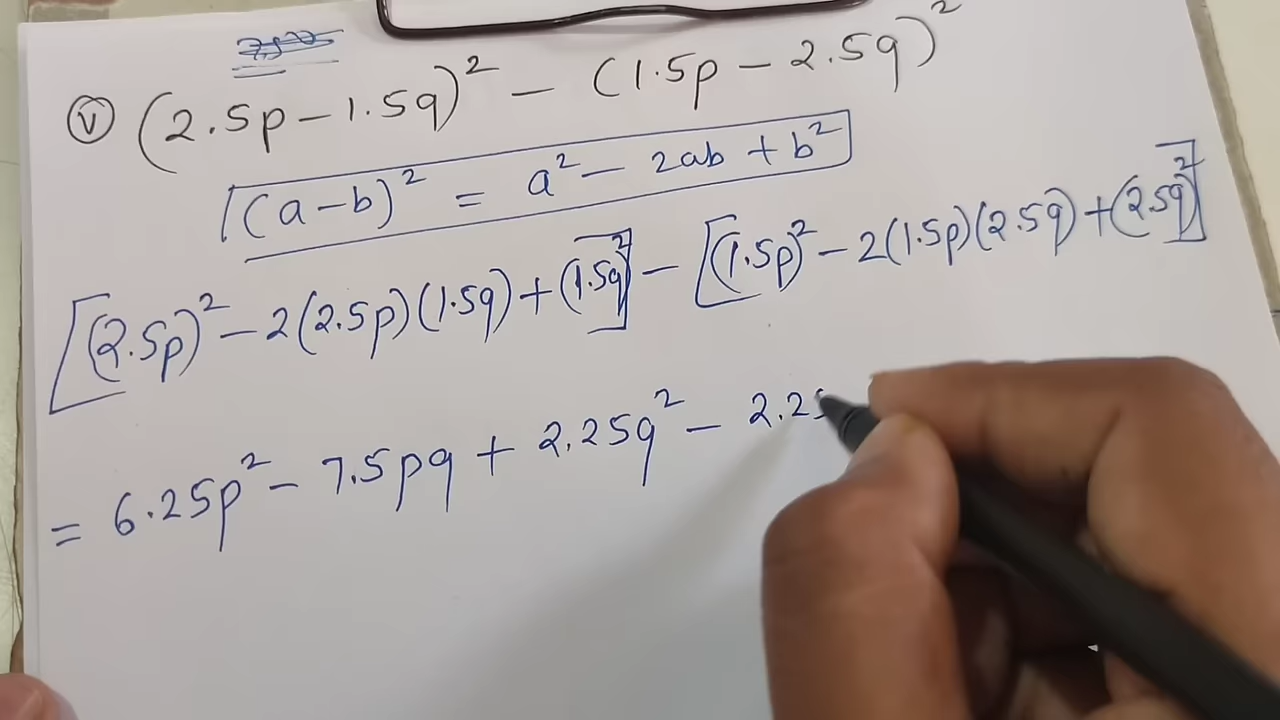 (v) (2.5p - 1.5q)² - (1.5p - 2.5q)²
(a-b)² = a² - 2ab + b²
[(2.5p)² - 2(2.5p)(1.5q) + (1.5q)²] - [(1.5p)² - 2(1.5p)(2.5q) + (2.5q)²]
= 6.25p² - 7.5pq + 2.25q² - 2.25